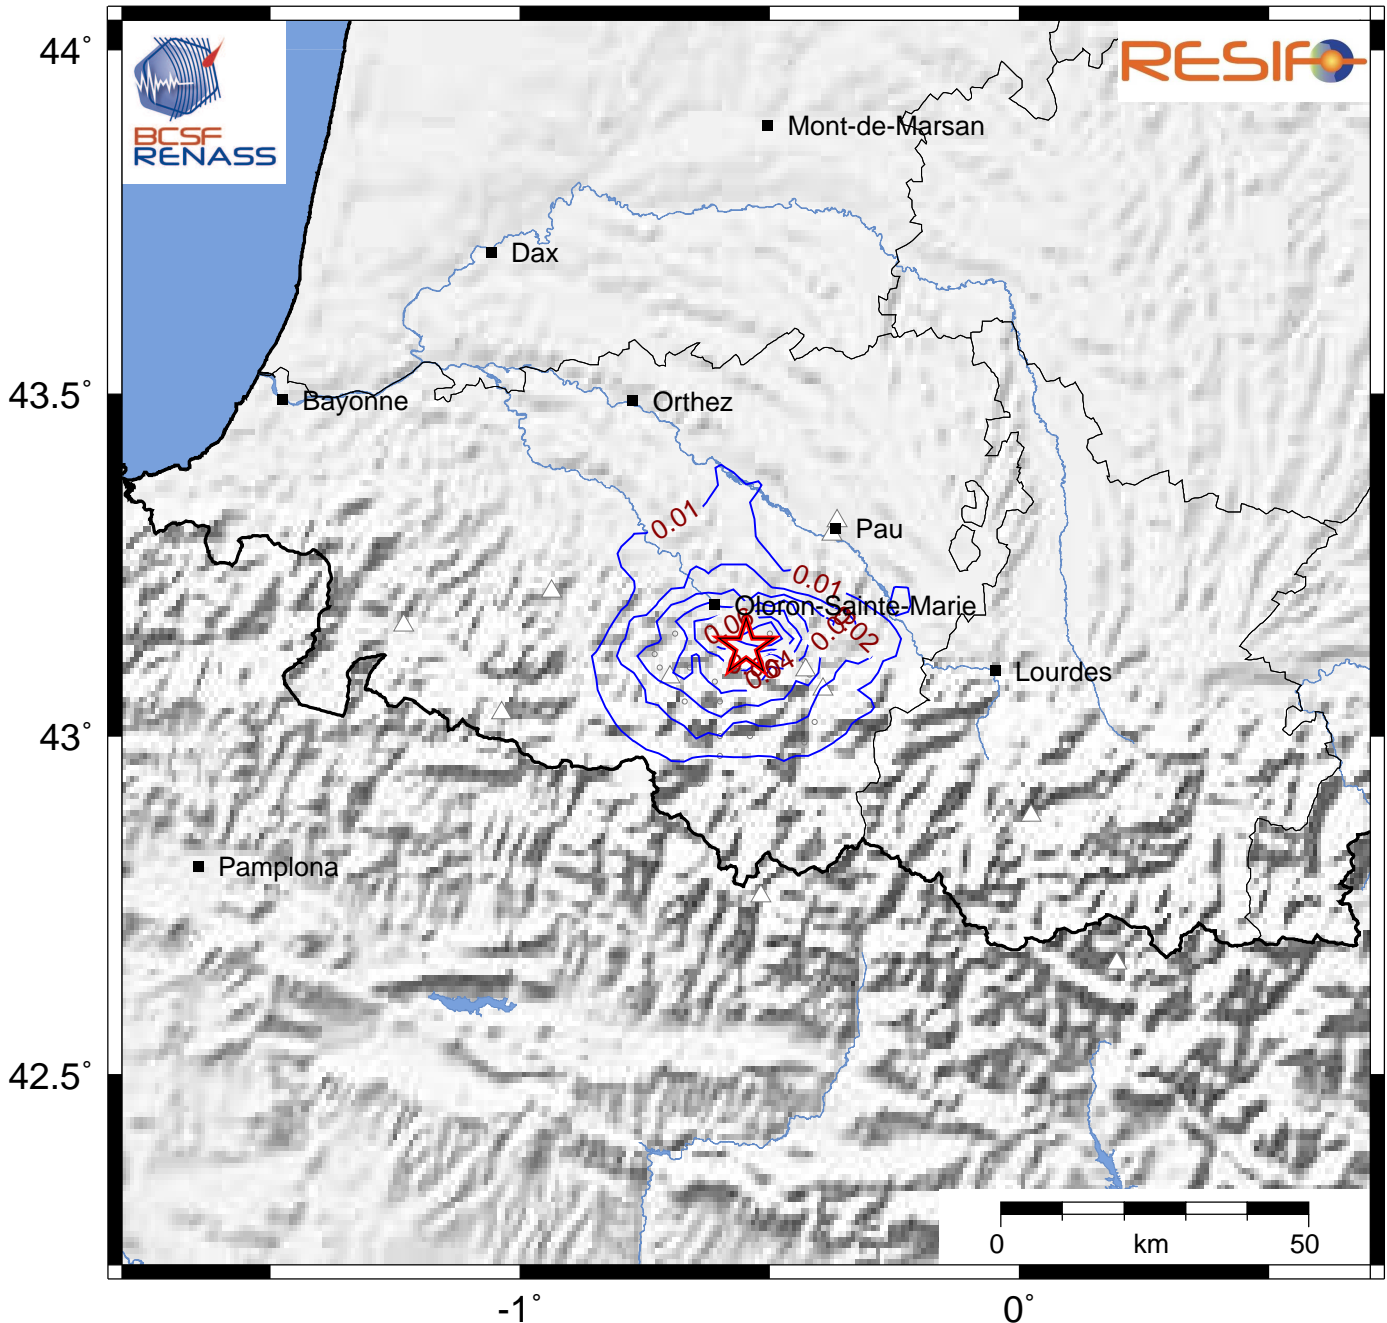 44°
BCSF
RENASS
RESIF
Mont-de-Marsan
Dax
43.5°
Bayonne
Orthez
0.01
Pau
0.01
Oloron-Sainte-Marie
0.02
Lourdes
43°
Pamplona
42.5°
0
km
50
-1°
0°